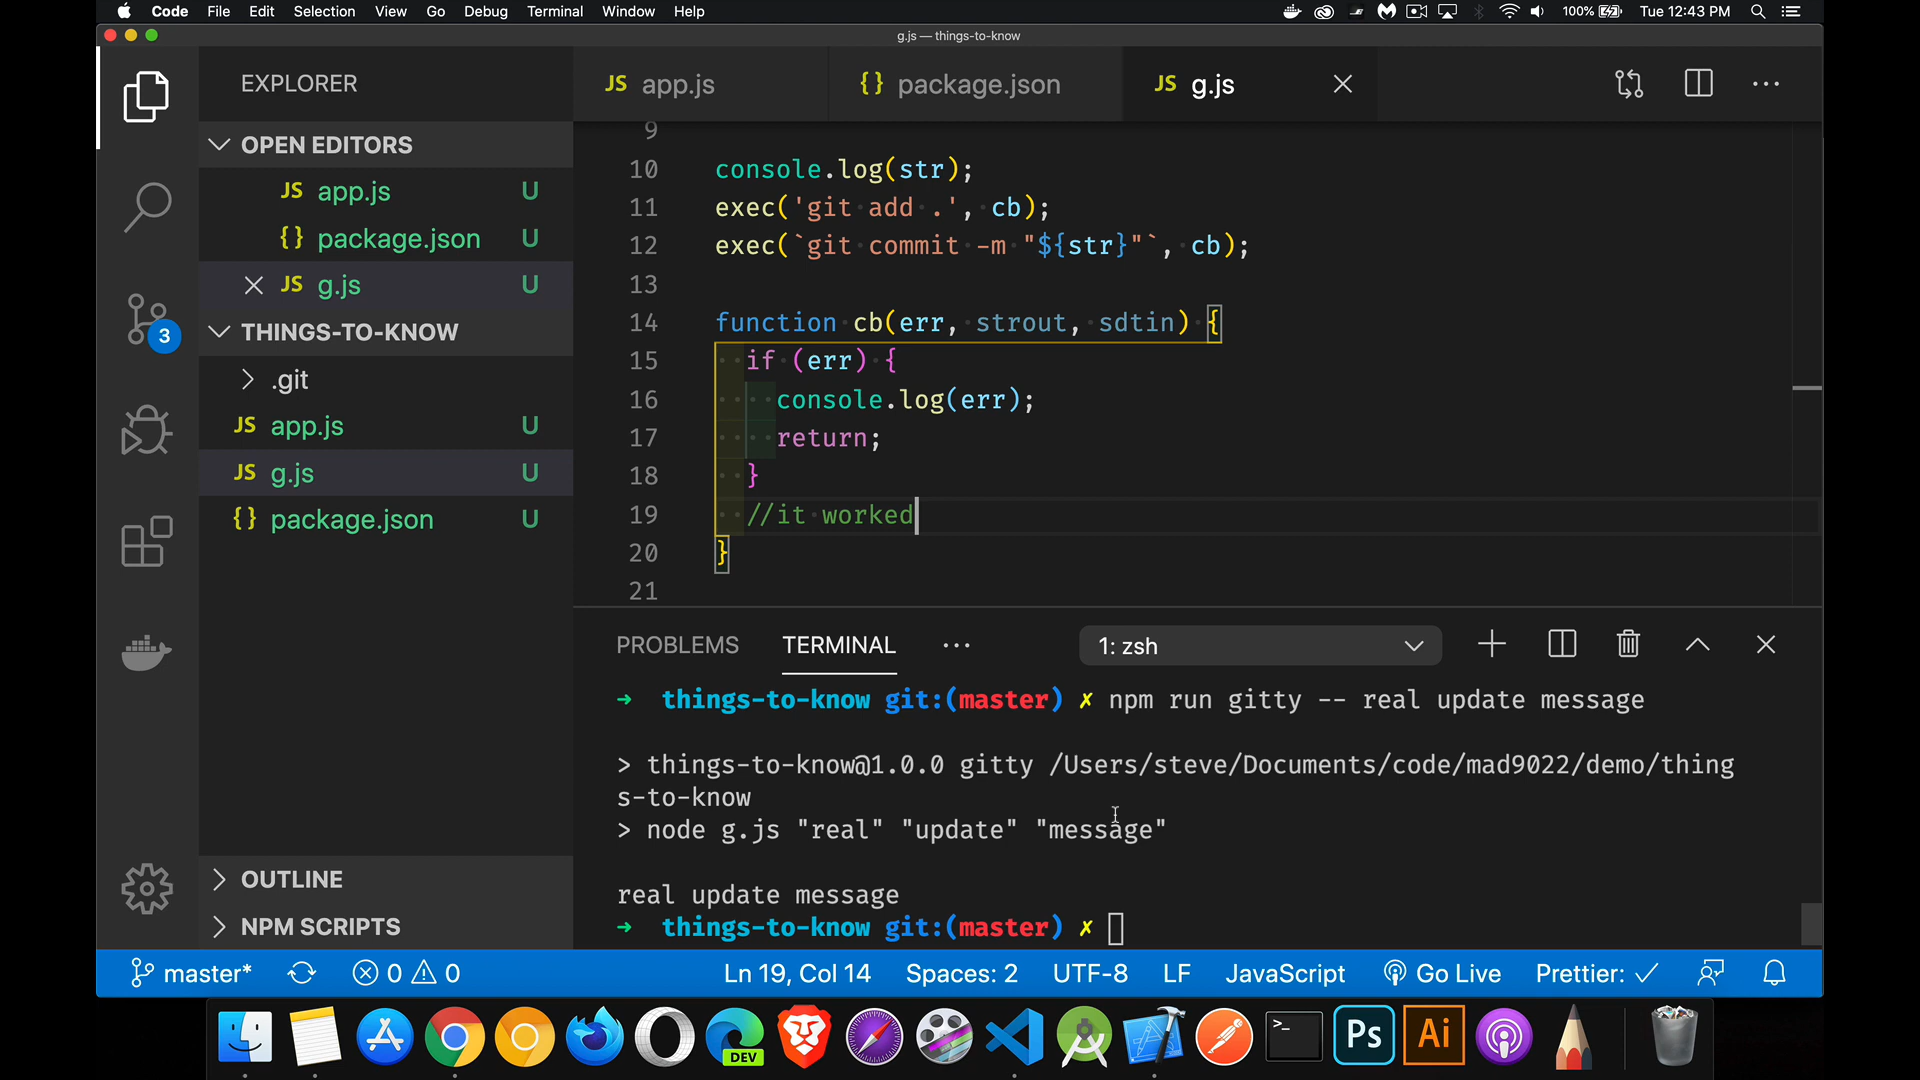 Code File Edit Selection View Go Debug Terminal Window Help
100% Tue 12:43 PM
g.js — things-to-know
EXPLORER
OPEN EDITORS
JS app.js U
{} package.json U
JS g.js U
THINGS-TO-KNOW
.git
JS app.js U
JS g.js U
{} package.json U
3
OUTLINE
NPM SCRIPTS
JS app.js
{} package.json
JS g.js
9
10 console.log(str);
11 exec('git add .', cb);
12 exec(`git commit -m "${str}"`, cb);
13
14 function cb(err, strout, sdtin) {
15 if (err) {
16 console.log(err);
17 return;
18 }
19 //it worked
20 }
21
PROBLEMS TERMINAL ··· 1: zsh
➜ things-to-know git:(master) ✗ npm run gitty -- real update message
> things-to-know@1.0.0 gitty /Users/steve/Documents/code/mad9022/demo/thing
s-to-know
> node g.js "real" "update" "message"
real update message
➜ things-to-know git:(master) ✗
master* 0 0 Ln 19, Col 14 Spaces: 2 UTF-8 LF JavaScript Go Live Prettier: ✓
DEV
>_
Ps
Ai